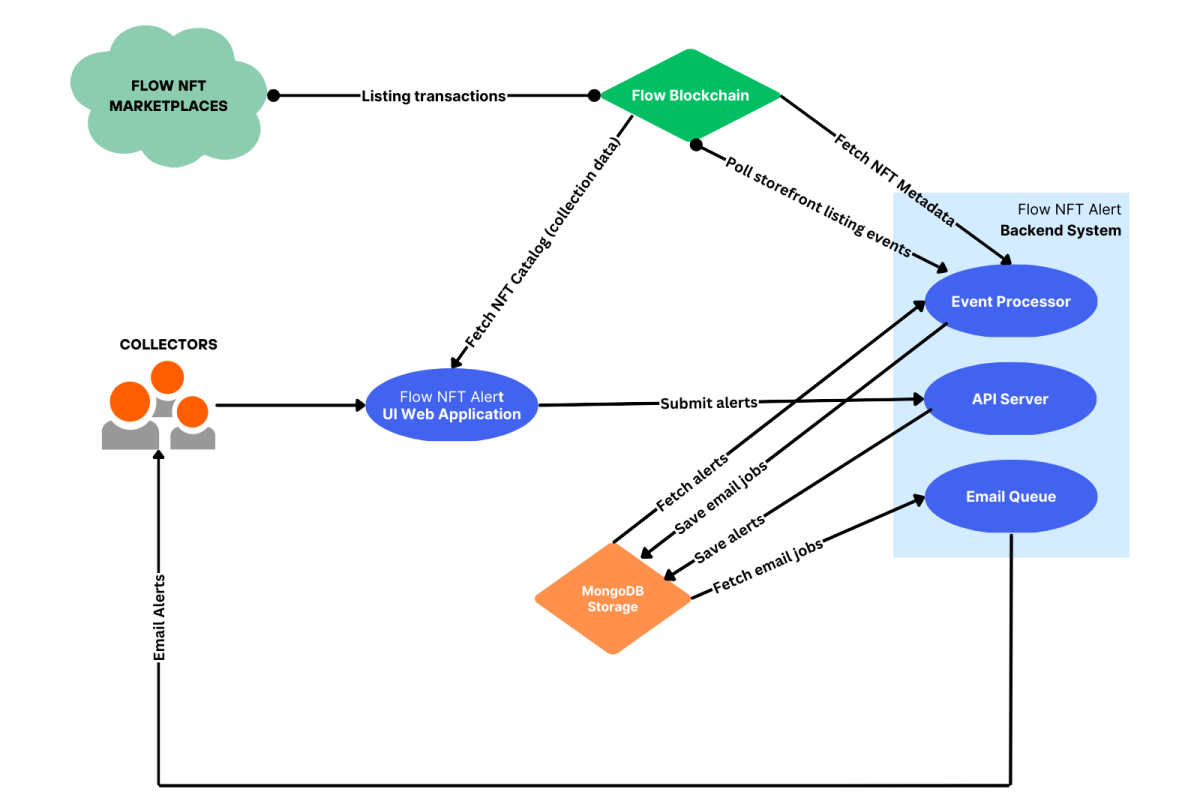 FLOW NFT
MARKETPLACES
Listing transactions
Flow Blockchain
Fetch NFT Metadata
Poll storefront listing events
Fetch NFT Catalog (collection data)
Flow NFT Alert
Backend System
Event Processor
COLLECTORS
Flow NFT Alert
UI Web Application
Submit alerts
API Server
Fetch alerts
Save email jobs
Save alerts
Fetch email jobs
Email Queue
MongoDB
Storage
Email Alerts